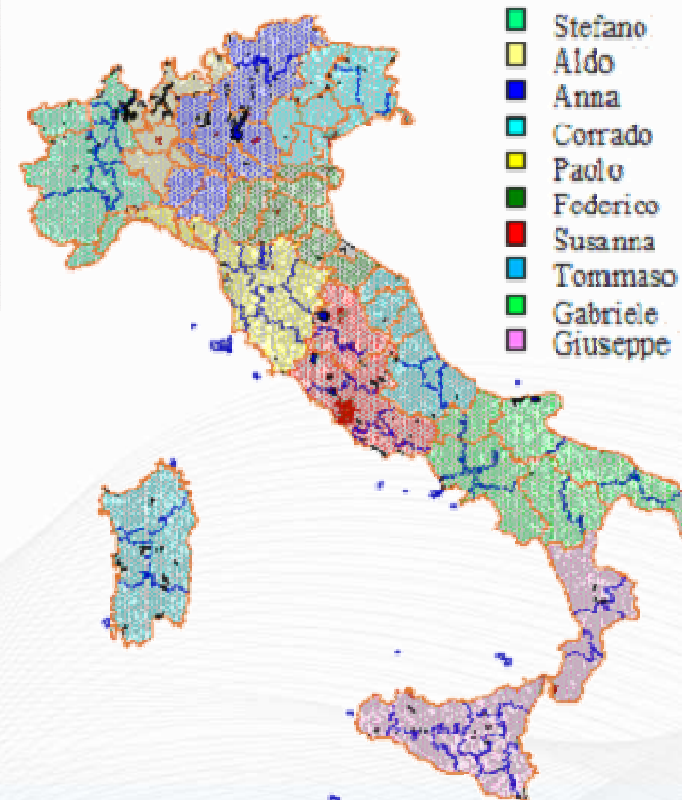 Stefano
Aldo
Anna
Corrado
Paolo
Federico
Susanna
Tommaso
Gabriele
Giuseppe